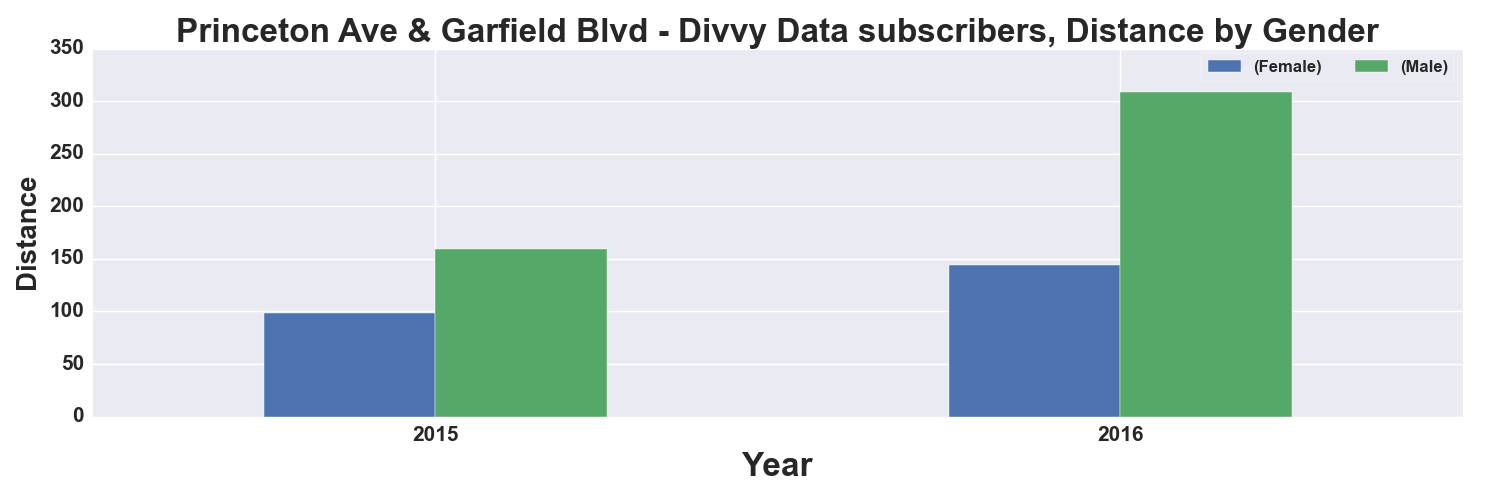 Princeton Ave & Garfield Blvd - Divvy Data subscribers, Distance by Gender
(Female) (Male)
Distance
350
300
250
200
150
100
50
0
2015 2016
Year